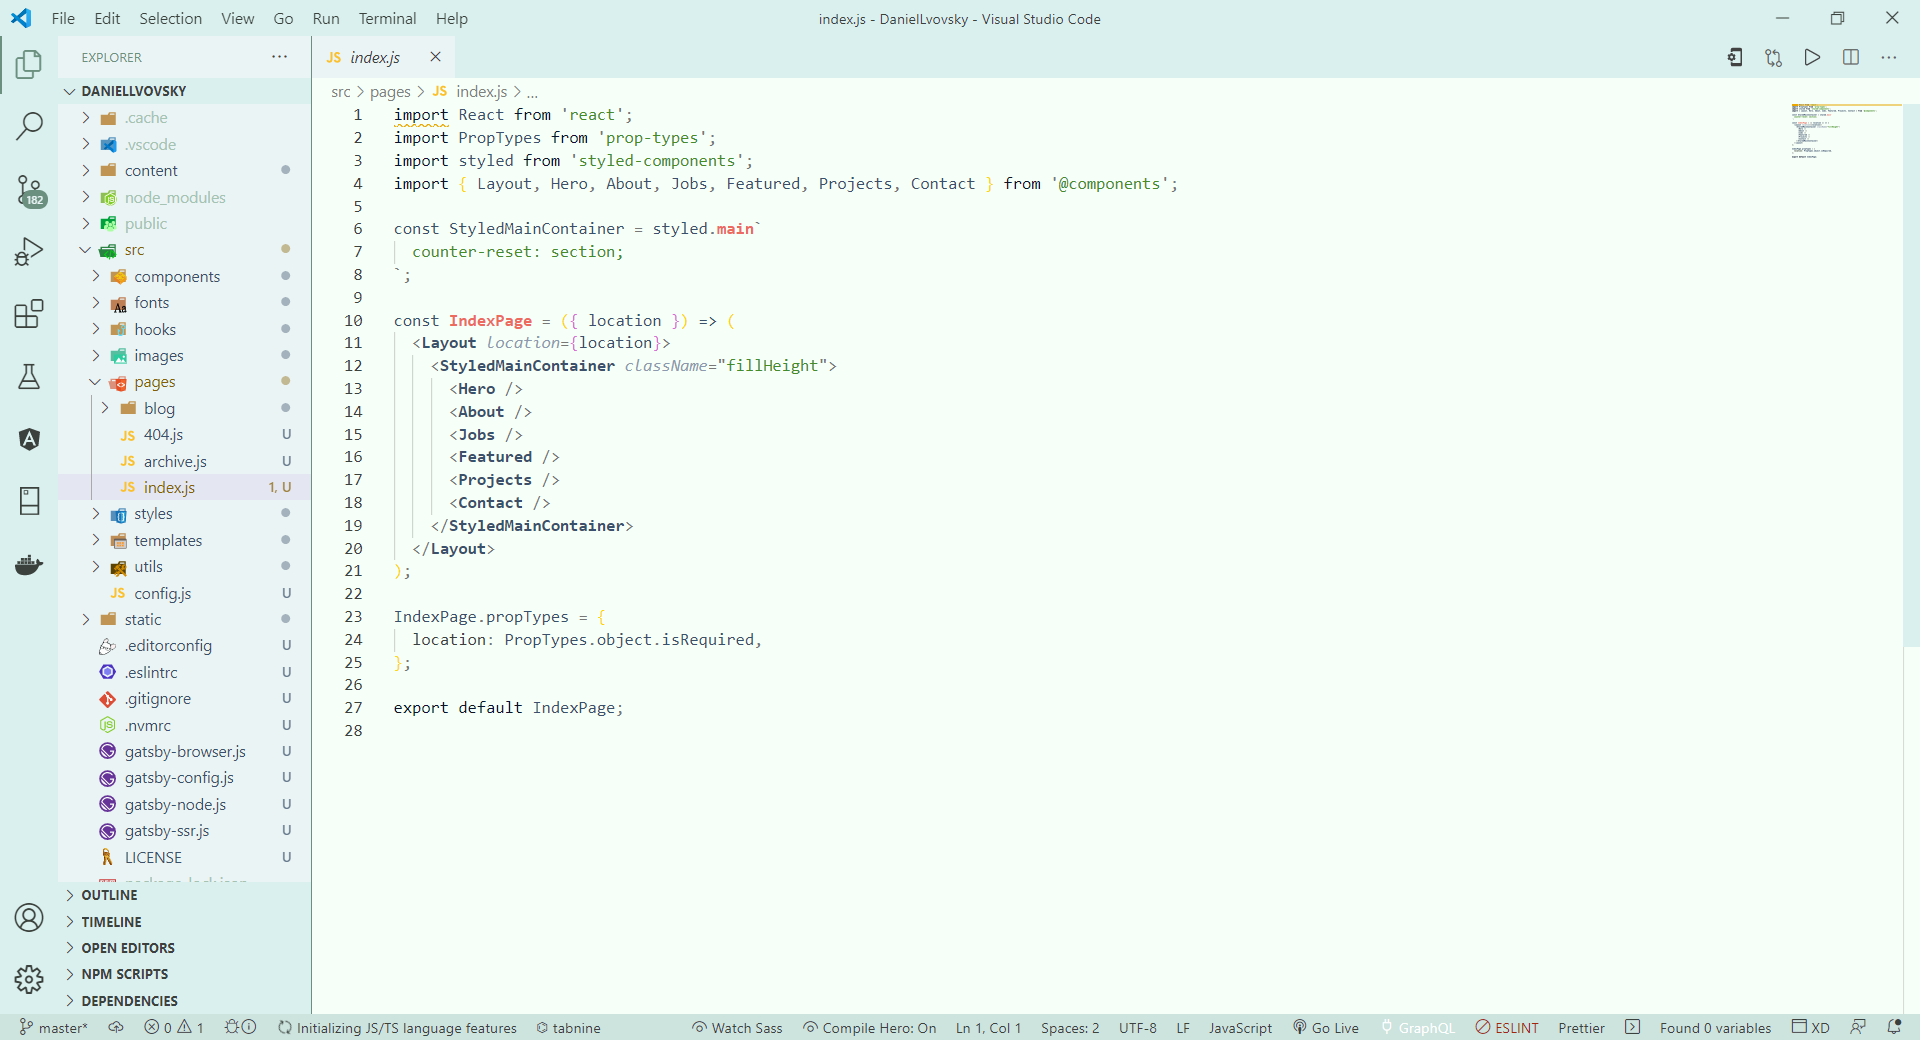 File Edit Selection View Go Run Terminal Help
index.js - DanielLvovsky - Visual Studio Code
EXPLORER
JS index.js
DANIELLVOVSKY
src > pages > JS index.js > ...
.cache
.vscode
content
node_modules
public
src
components
fonts
hooks
images
pages
blog
JS 404.js U
JS archive.js U
JS index.js 1, U
styles
templates
utils
JS config.js U
static
.editorconfig U
.eslintrc U
.gitignore U
.nvmrc U
gatsby-browser.js U
gatsby-config.js U
gatsby-node.js U
gatsby-ssr.js U
LICENSE U
OUTLINE
TIMELINE
OPEN EDITORS
NPM SCRIPTS
DEPENDENCIES
182
1 import React from 'react';
2 import PropTypes from 'prop-types';
3 import styled from 'styled-components';
4 import { Layout, Hero, About, Jobs, Featured, Projects, Contact } from '@components';
5
6 const StyledMainContainer = styled.main`
7   counter-reset: section;
8 `;
9
10 const IndexPage = ({ location }) => (
11   <Layout location={location}>
12     <StyledMainContainer className="fillHeight">
13       <Hero />
14       <About />
15       <Jobs />
16       <Featured />
17       <Projects />
18       <Contact />
19     </StyledMainContainer>
20   </Layout>
21 );
22
23 IndexPage.propTypes = {
24   location: PropTypes.object.isRequired,
25 };
26
27 export default IndexPage;
28
master* 0 1 Initializing JS/TS language features tabnine Watch Sass Compile Hero: On Ln 1, Col 1 Spaces: 2 UTF-8 LF JavaScript Go Live GraphQL ESLINT Prettier Found 0 variables XD